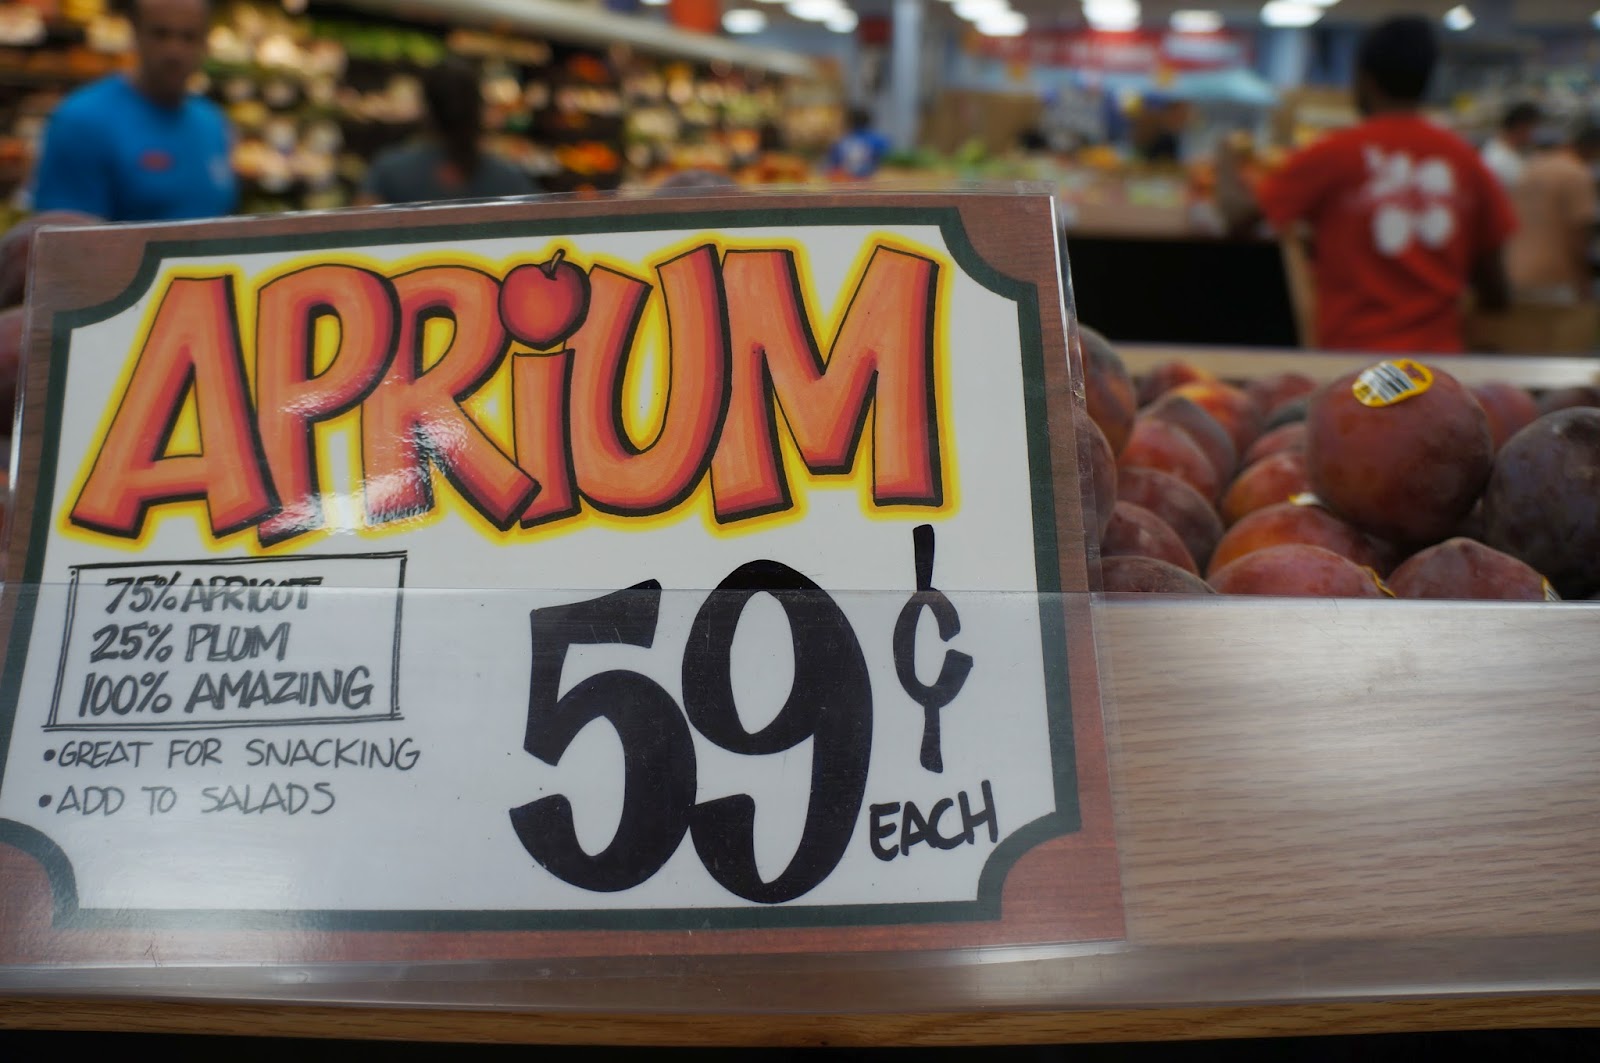 APRiUM
75% APRICOT
25% PLUM
100% AMAZING
• GREAT FOR SNACKING
• ADD TO SALADS
59¢
EACH